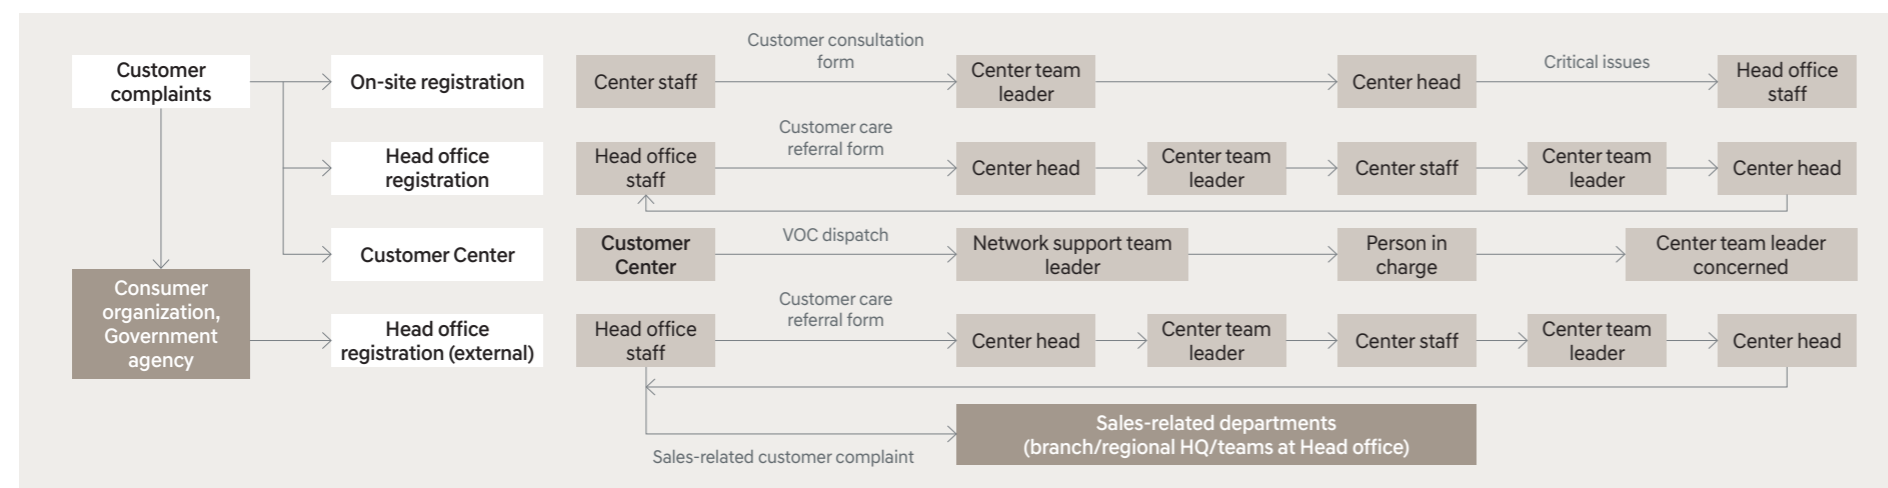 Customer
complaints
On-site registration
Center staff
Customer consultation
form
Center team
leader
Center head
Critical issues
Head office
staff
Head office
registration
Head office
staff
Customer care
referral form
Center head
Center team
leader
Center staff
Center team
leader
Center head
Customer Center
Customer
Center
VOC dispatch
Network support team
leader
Person in
charge
Center team leader
concerned
Consumer
organization,
Government
agency
Head office
registration (external)
Head office
staff
Customer care
referral form
Center head
Center team
leader
Center staff
Center team
leader
Center head
Sales-related customer complaint
Sales-related departments
(branch/regional HQ/teams at Head office)